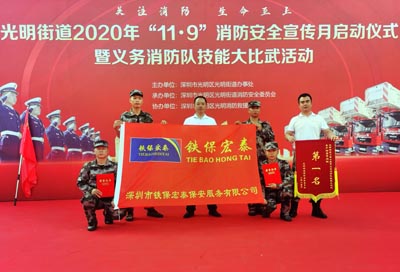 关注消防 生命至上
光明街道2020年“11·9”消防安全宣传月启动仪式
暨义务消防队技能大比武活动
主办单位：深圳市光明区光明街道办事处
承办单位：深圳市光明区光明街道消防安全委员会
协办单位：深圳市光明区消防救援
铁保宏泰
TIE BAO HONG TAI
铁保宏泰
TIE BAO HONG TAI
深圳市铁保宏泰保安服务有限公司
第一名